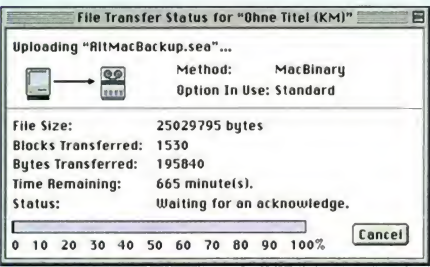 File Transfer Status for "Ohne Titel (KM)"
Uploading "AltMacBackup.sea"...
Method: MacBinary
Option In Use: Standard
File Size: 25029795 bytes
Blocks Transferred: 1530
Bytes Transferred: 195840
Time Remaining: 665 minute(s).
Status: Waiting for an acknowledge.
0 10 20 30 40 50 60 70 80 90 100%
Cancel